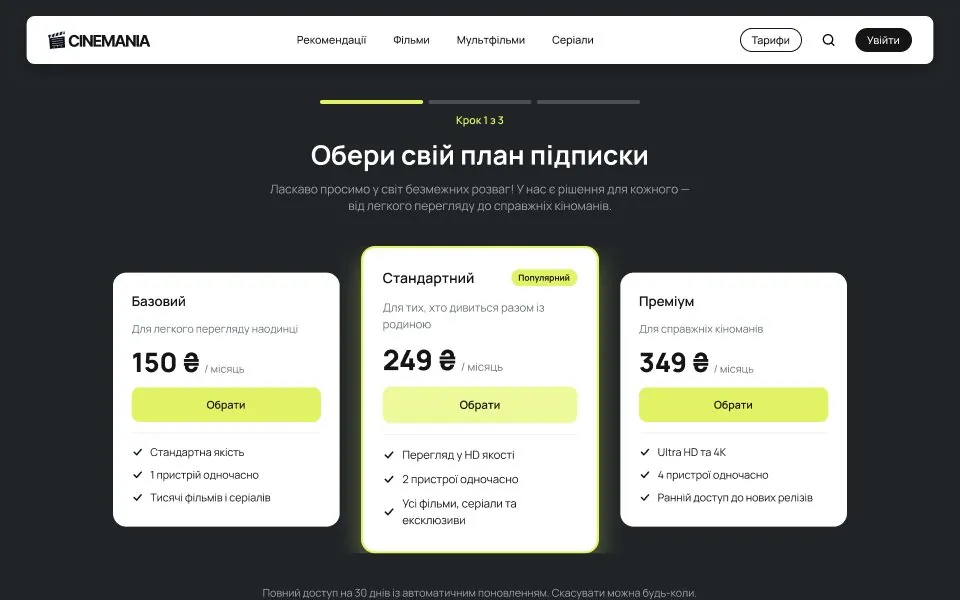 CINEMANIA
Рекомендації
Фільми
Мультфільми
Серіали
Тарифи
Увійти
Крок 1 з 3
Обери свій план підписки
Ласкаво просимо у світ безмежних розваг! У нас є рішення для кожного —
від легкого перегляду до справжніх кіноманів.
Базовий
Для легкого перегляду наодинці
150 ₴ / місяць
Обрати
Стандартна якість
1 пристрій одночасно
Тисячі фільмів і серіалів
Стандартний
Популярний
Для тих, хто дивиться разом із
родиною
249 ₴ / місяць
Обрати
Перегляд у HD якості
2 пристрої одночасно
Усі фільми, серіали та
ексклюзиви
Преміум
Для справжніх кіноманів
349 ₴ / місяць
Обрати
Ultra HD та 4K
4 пристрої одночасно
Ранній доступ до нових релізів
Повний доступ на 30 днів із автоматичним поновленням. Скасувати можна будь-коли.